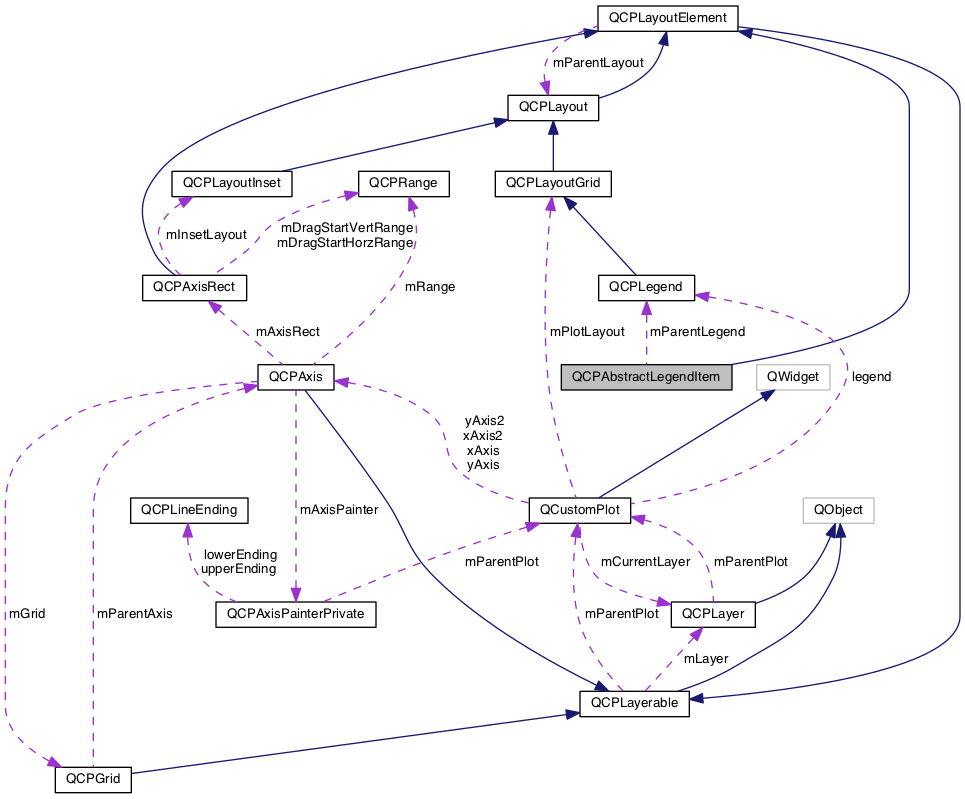 QCPLayoutElement
mParentLayout
QCPLayout
QCPLayoutInset
QCPRange
QCPLayoutGrid
mInsetLayout
mDragStartVertRange
mDragStartHorzRange
QCPAxisRect
mRange
QCPLegend
mAxisRect
mPlotLayout
mParentLegend
QCPAxis
QCPAbstractLegendItem
QWidget
legend
yAxis2
xAxis2
xAxis
yAxis
QCPLineEnding
mAxisPainter
QCustomPlot
QObject
lowerEnding
upperEnding
mParentPlot
mCurrentLayer
mParentPlot
mGrid
mParentAxis
QCPAxisPainterPrivate
mParentPlot
QCPLayer
mLayer
QCPLayerable
QCPGrid